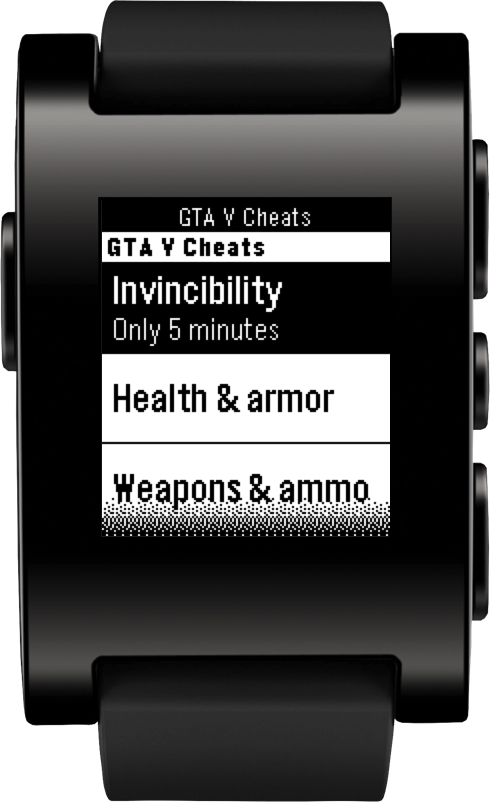 GTA V Cheats
GTA V Cheats
Invincibility
Only 5 minutes
Health & armor
Weapons & ammo